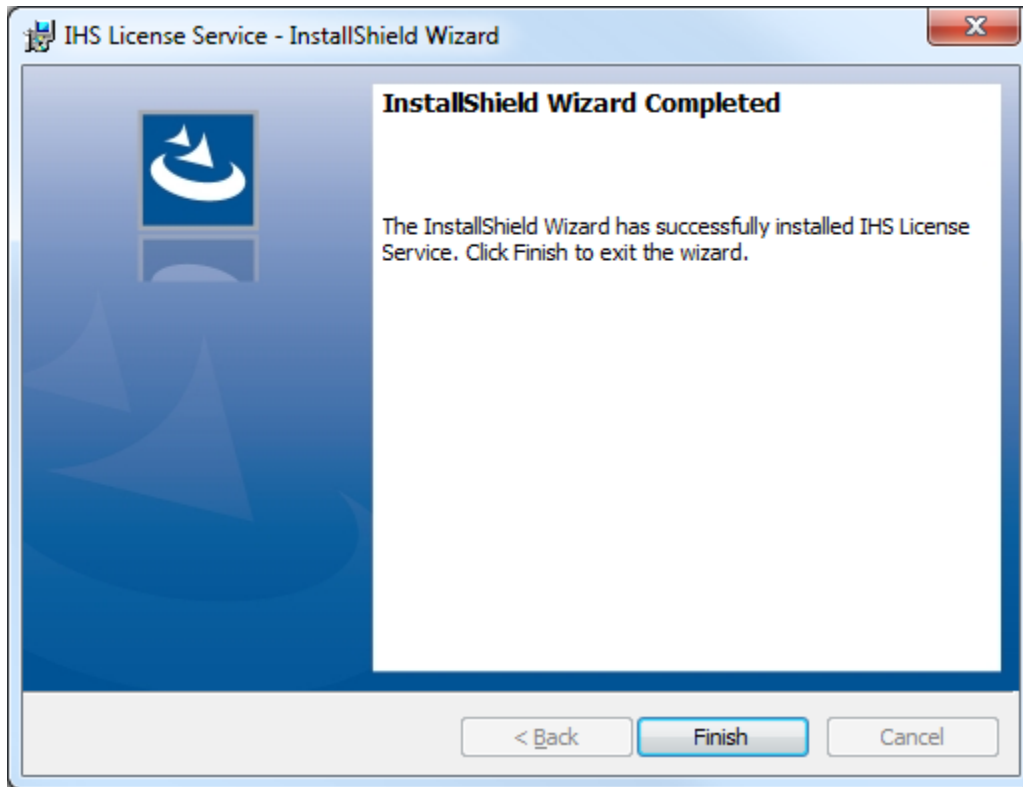 IHS License Service - InstallShield Wizard
InstallShield Wizard Completed
The InstallShield Wizard has successfully installed IHS License
Service. Click Finish to exit the wizard.
< Back
Finish
Cancel